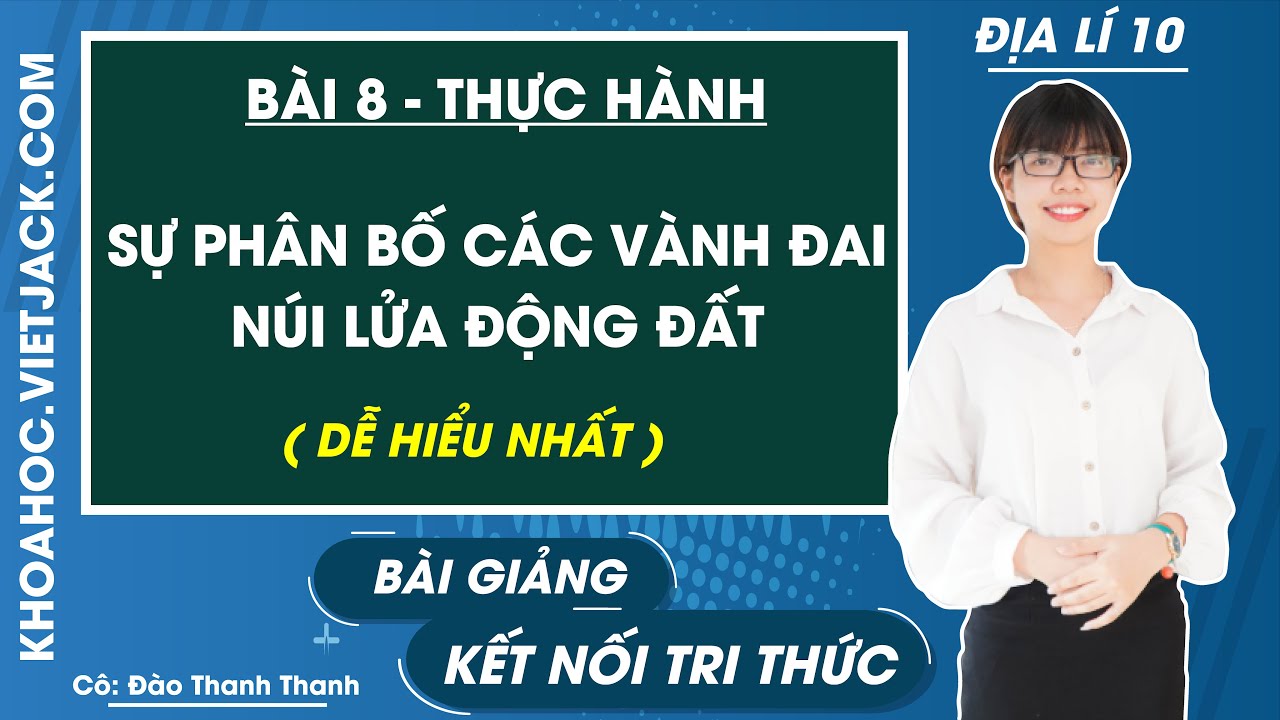 ĐỊA LÍ 10
BÀI 8 - THỰC HÀNH
SỰ PHÂN BỐ CÁC VÀNH ĐAI
NÚI LỬA ĐỘNG ĐẤT
( DỄ HIỂU NHẤT )
BÀI GIẢNG
KẾT NỐI TRI THỨC
Cô: Đào Thanh Thanh
KHOAHOC.VIETJACK.COM